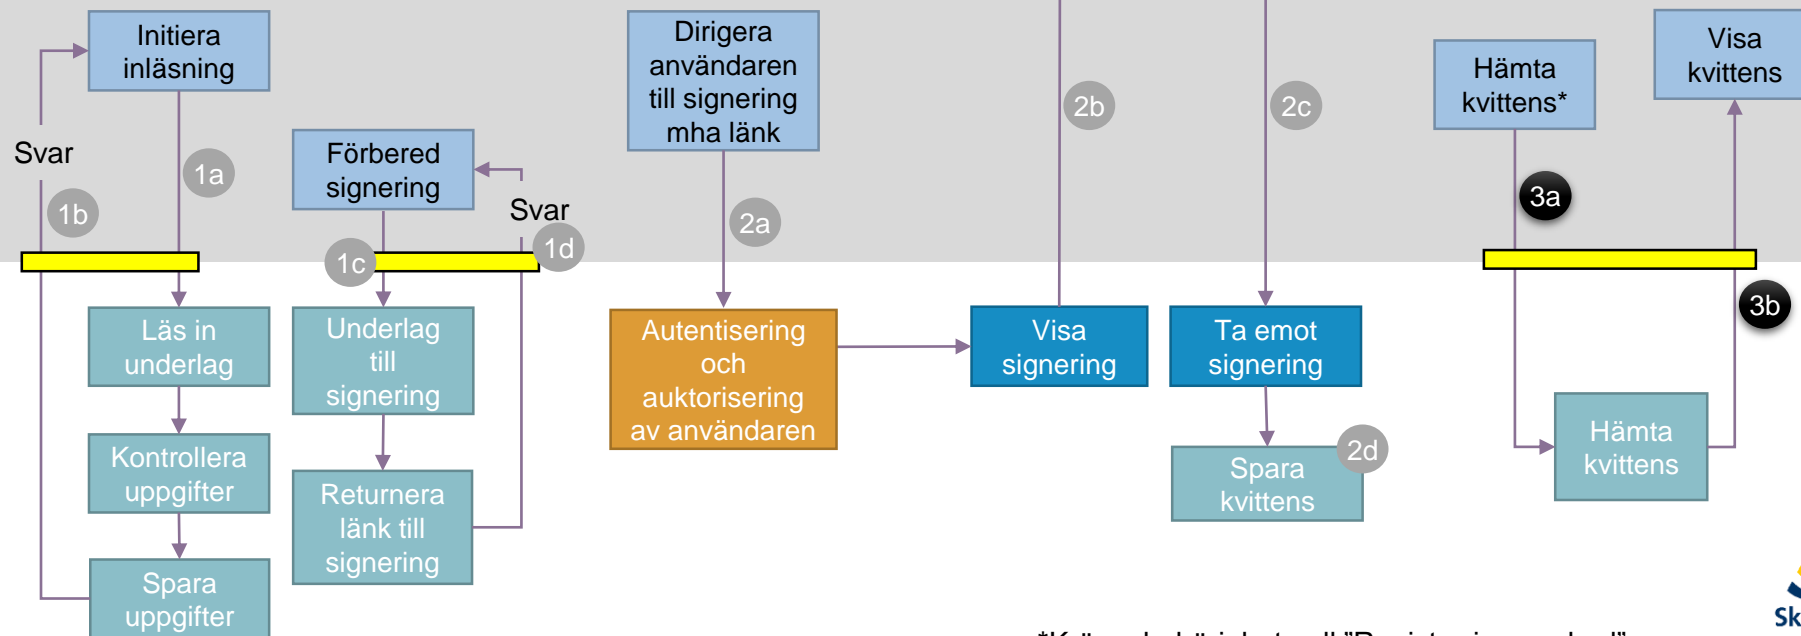 Initiera
inläsning
Svar
1a
1b
Förbered
signering
Svar
1c
1d
Dirigera
användaren
till signering
mha länk
2a
2b
2c
Hämta
kvittens*
Visa
kvittens
3a
3b
Läs in
underlag
Kontrollera
uppgifter
Spara
uppgifter
Underlag
till
signering
Returnera
länk till
signering
Autentisering
och
auktorisering
av användaren
Visa
signering
Ta emot
signering
Spara
kvittens
2d
Hämta
kvittens
Sk